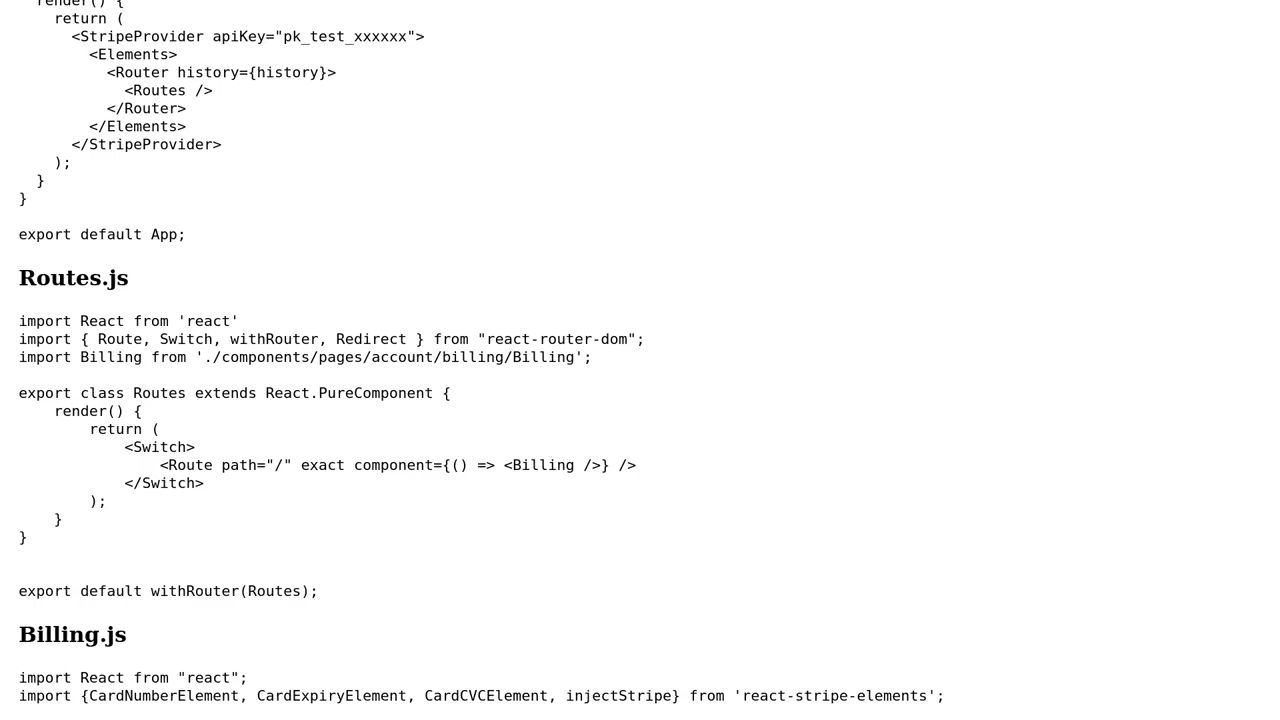 render() {
    return (
      <StripeProvider apiKey="pk_test_xxxxxx">
        <Elements>
          <Router history={history}>
            <Routes />
          </Router>
        </Elements>
      </StripeProvider>
    );
  }
}

export default App;

Routes.js

import React from 'react'
import { Route, Switch, withRouter, Redirect } from "react-router-dom";
import Billing from './components/pages/account/billing/Billing';

export class Routes extends React.PureComponent {
    render() {
        return (
            <Switch>
                <Route path="/" exact component={() => <Billing />} />
            </Switch>
        );
    }
}


export default withRouter(Routes);

Billing.js

import React from "react";
import {CardNumberElement, CardExpiryElement, CardCVCElement, injectStripe} from 'react-stripe-elements';